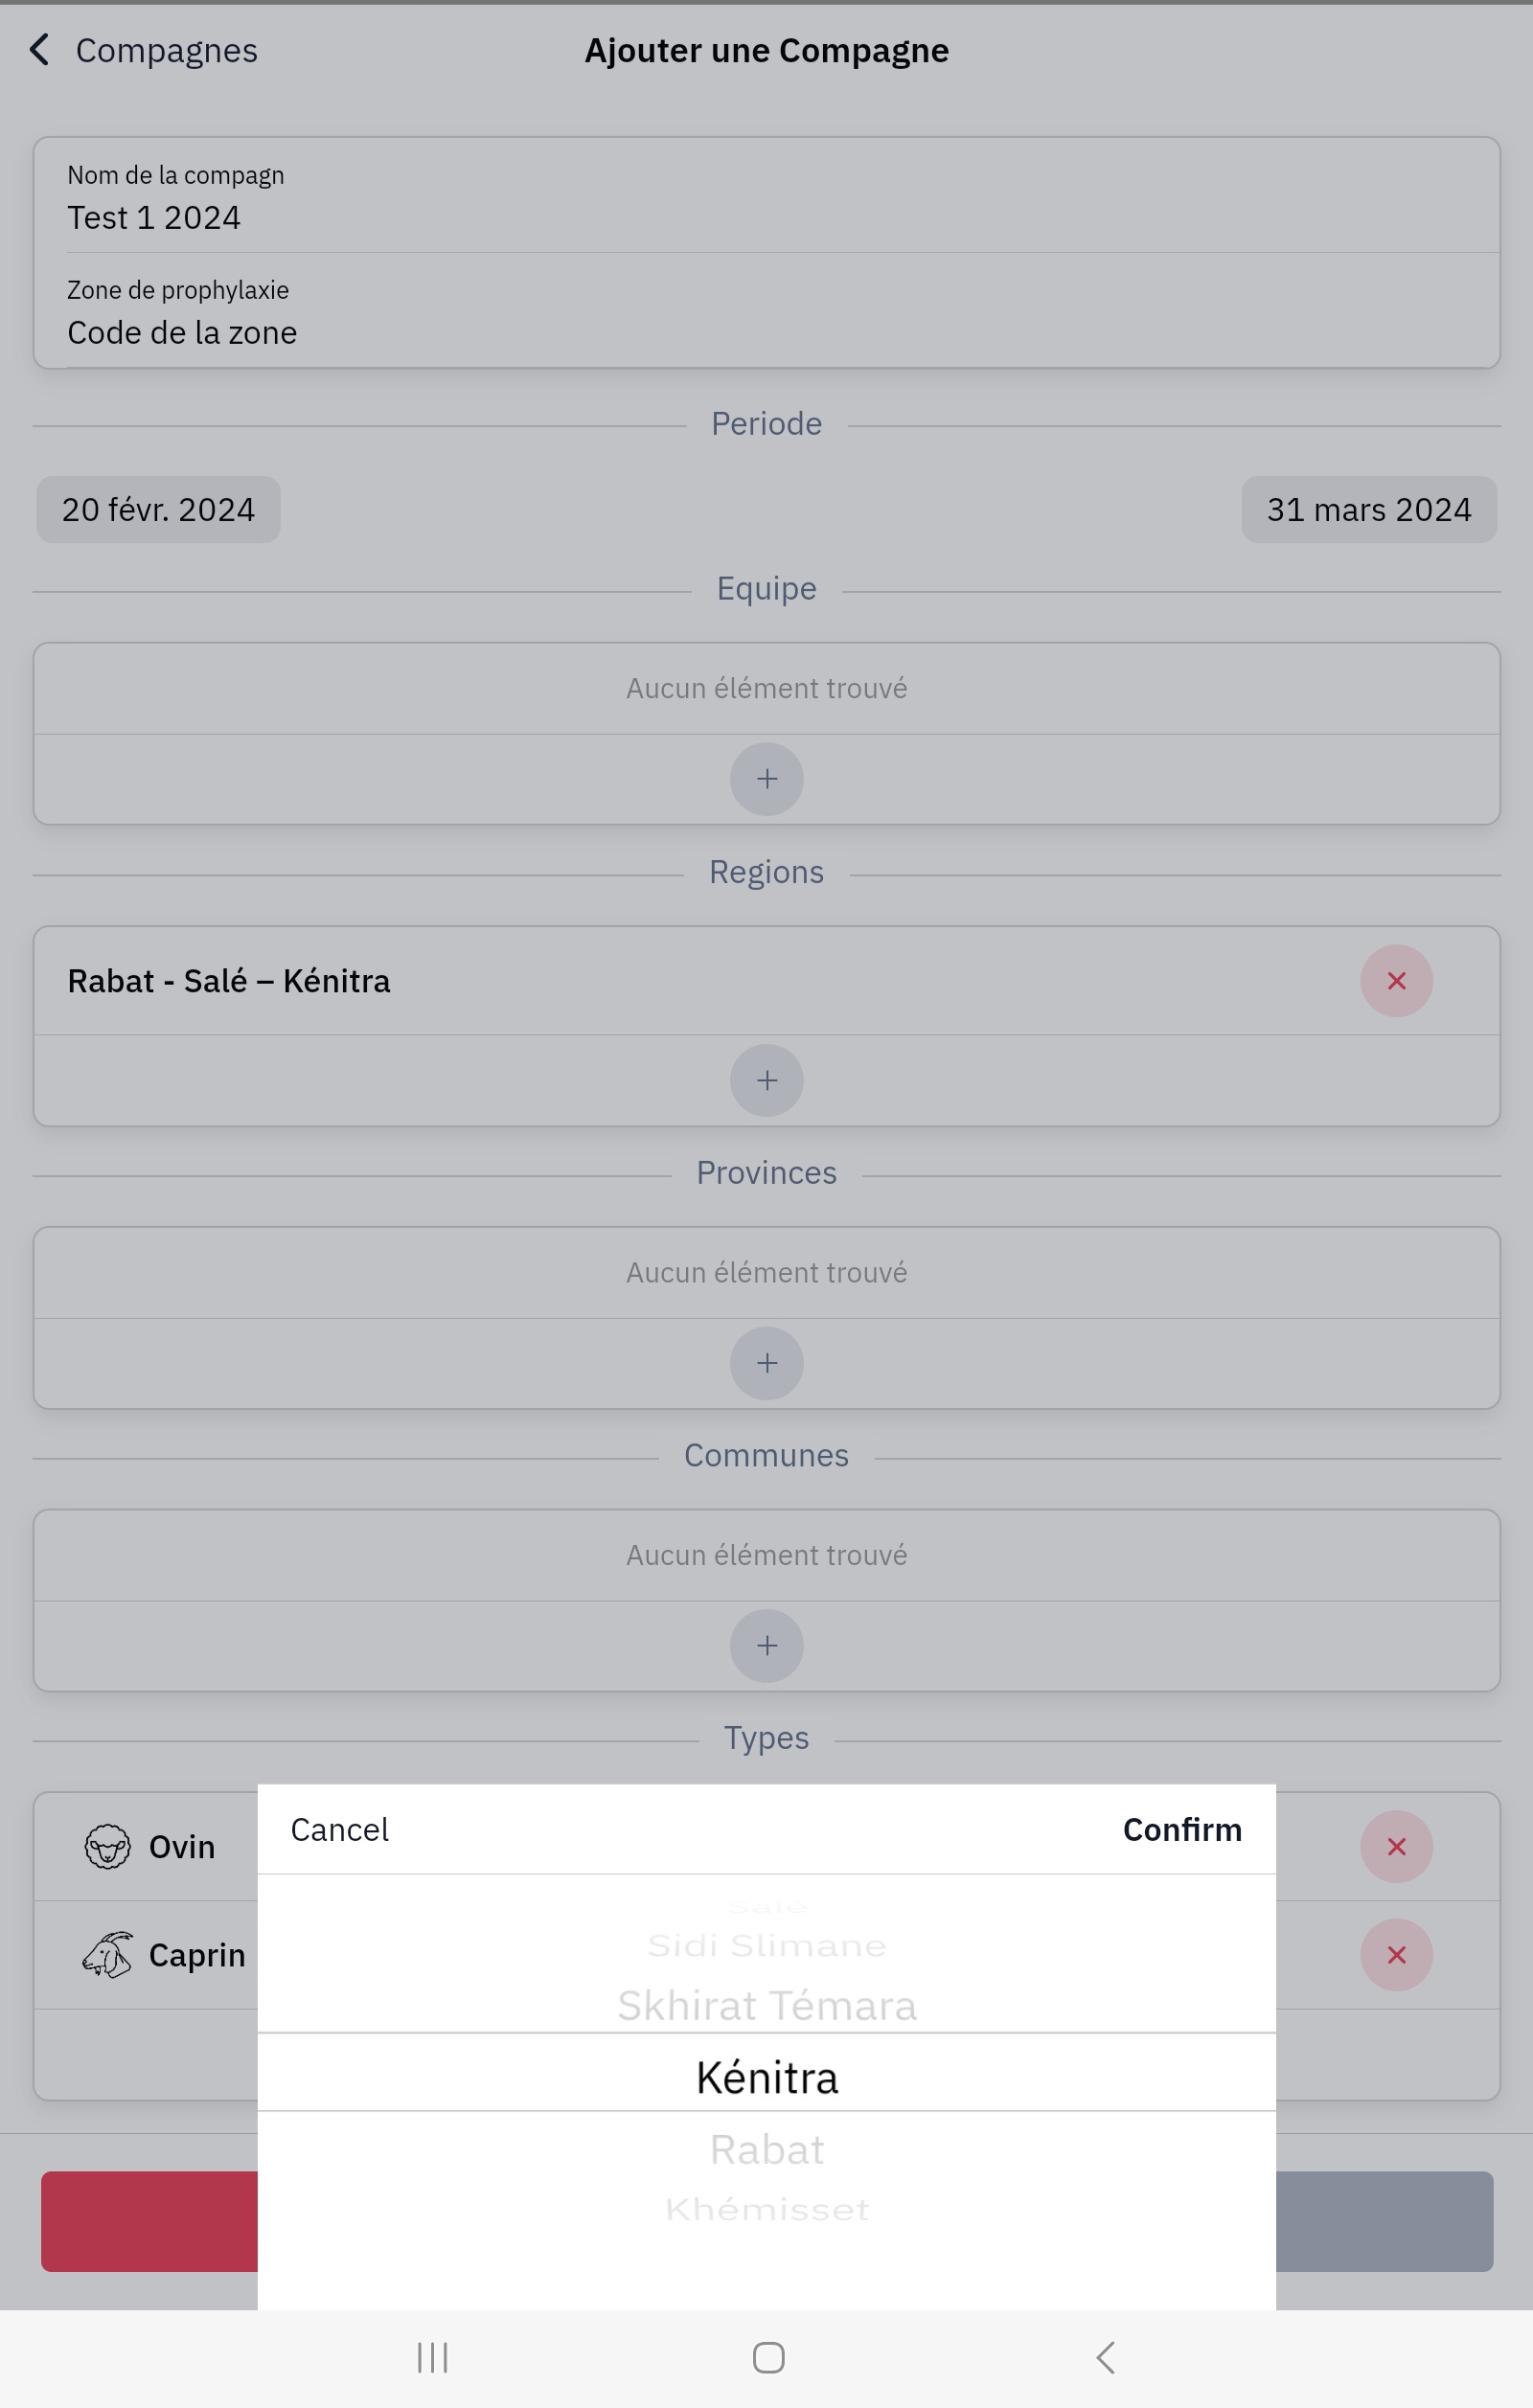 Compagnes
Ajouter une Compagne
Nom de la compagn
Test 1 2024
Zone de prophylaxie
Code de la zone
Periode
20 févr. 2024
31 mars 2024
Equipe
Aucun élément trouvé
Regions
Rabat - Salé – Kénitra
Provinces
Aucun élément trouvé
Communes
Aucun élément trouvé
Types
Ovin
Caprin
Cancel
Confirm
Salé
Sidi Slimane
Skhirat Témara
Kénitra
Rabat
Khémisset